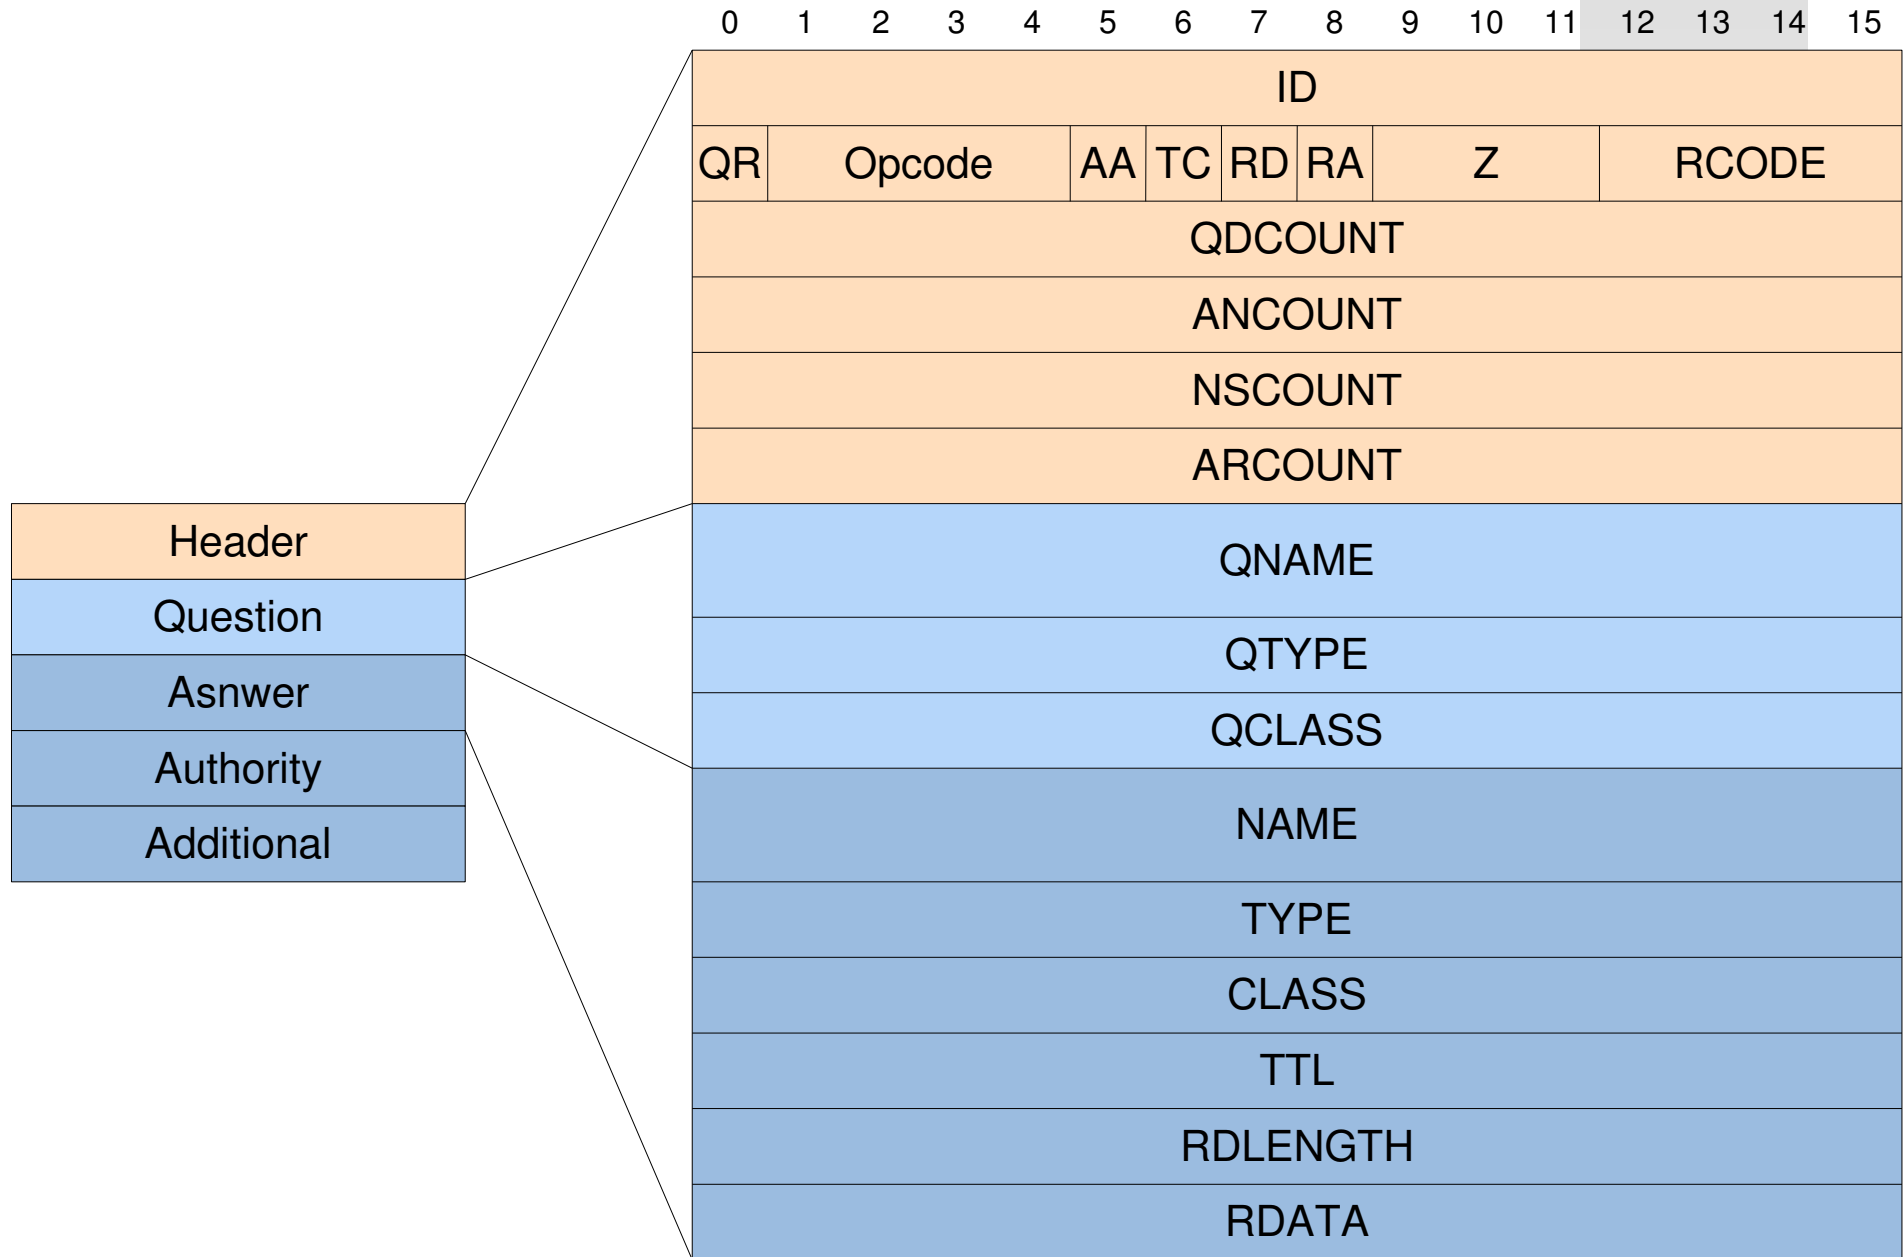 0 1 2 3 4 5 6 7 8 9 10 11 12 13 14 15
ID
QR Opcode AA TC RD RA Z RCODE
QDCOUNT
ANCOUNT
NSCOUNT
ARCOUNT
Header
Question
Asnwer
Authority
Additional
QNAME
QTYPE
QCLASS
NAME
TYPE
CLASS
TTL
RDLENGTH
RDATA